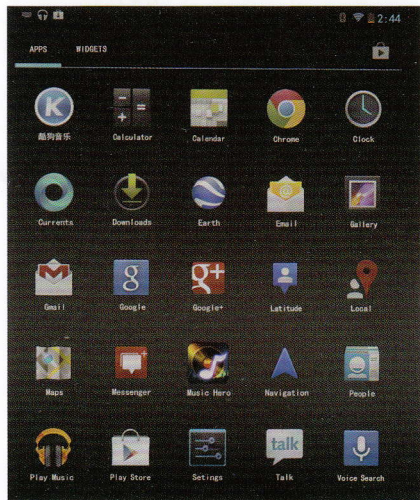 2:44
APPS WIDGETS
K
酷狗音乐 Calculator Calendar Chrome Clock
Currents Downloads Earth Email Gallery
g g+
Gmail Google Google+ Latitude Local
Maps Messenger Music Hero Navigation People
talk
Play Music Play Store Setings Talk Voice Search